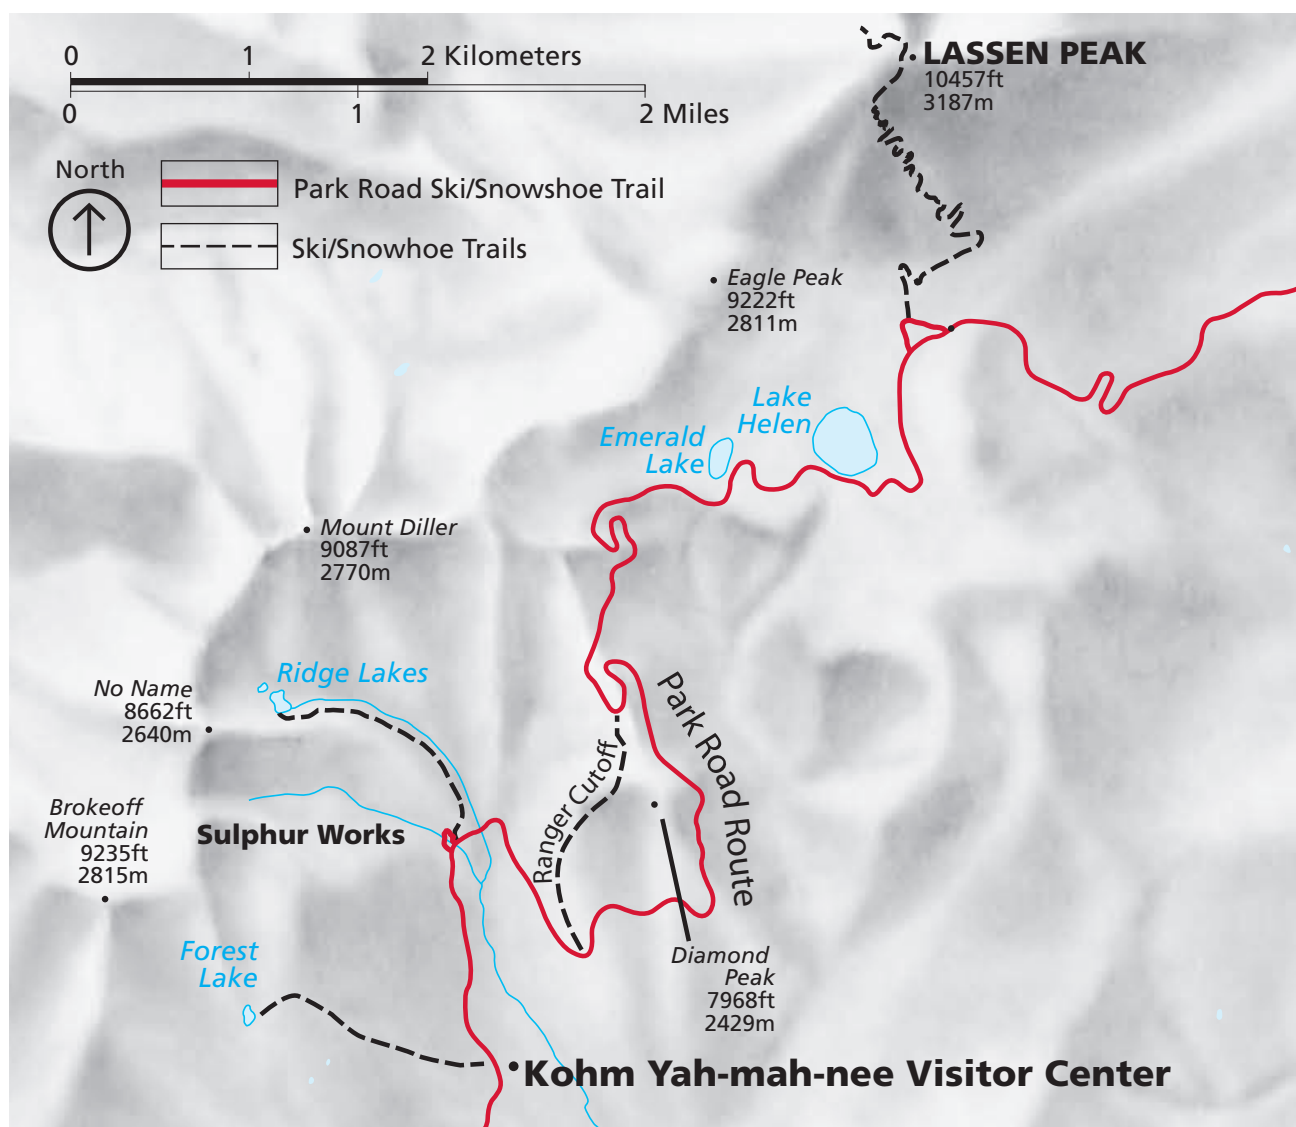 0 1 2 Kilometers
0 1 2 Miles
North
Park Road Ski/Snowshoe Trail
Ski/Snowhoe Trails
LASSEN PEAK
10457ft
3187m
Eagle Peak
9222ft
2811m
Lake
Helen
Emerald
Lake
Mount Diller
9087ft
2770m
Ridge Lakes
No Name
8662ft
2640m
Park Road Route
Ranger Cutoff
Brokeoff
Mountain
9235ft
2815m
Sulphur Works
Forest
Lake
Diamond
Peak
7968ft
2429m
Kohm Yah-mah-nee Visitor Center